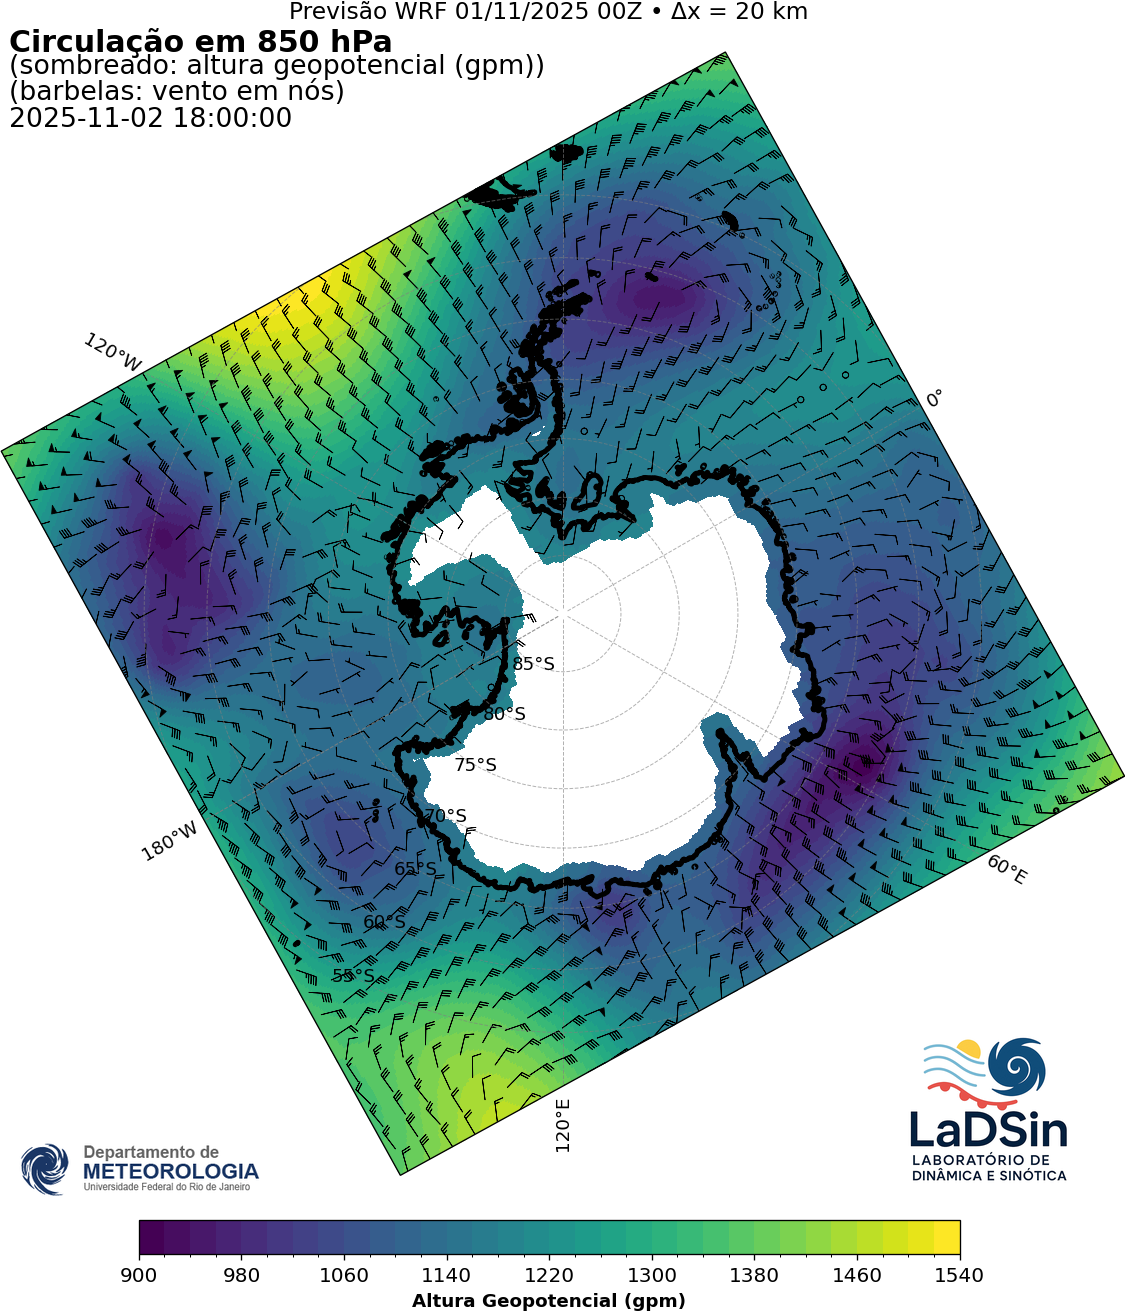 Previsão WRF 01/11/2025 00Z • Δx = 20 km
Circulação em 850 hPa
(sombreado: altura geopotencial (gpm))
(barbelas: vento em nós)
2025-11-02 18:00:00
120°W
0°
85°S
80°S
75°S
70°S
180°W
65°S
60°E
60°S
55°S
120°E
LaDSin
LABORATÓRIO DE
DINÂMICA E SINÓTICA
Departamento de
METEOROLOGIA
Universidade Federal do Rio de Janeiro
900 980 1060 1140 1220 1300 1380 1460 1540
Altura Geopotencial (gpm)